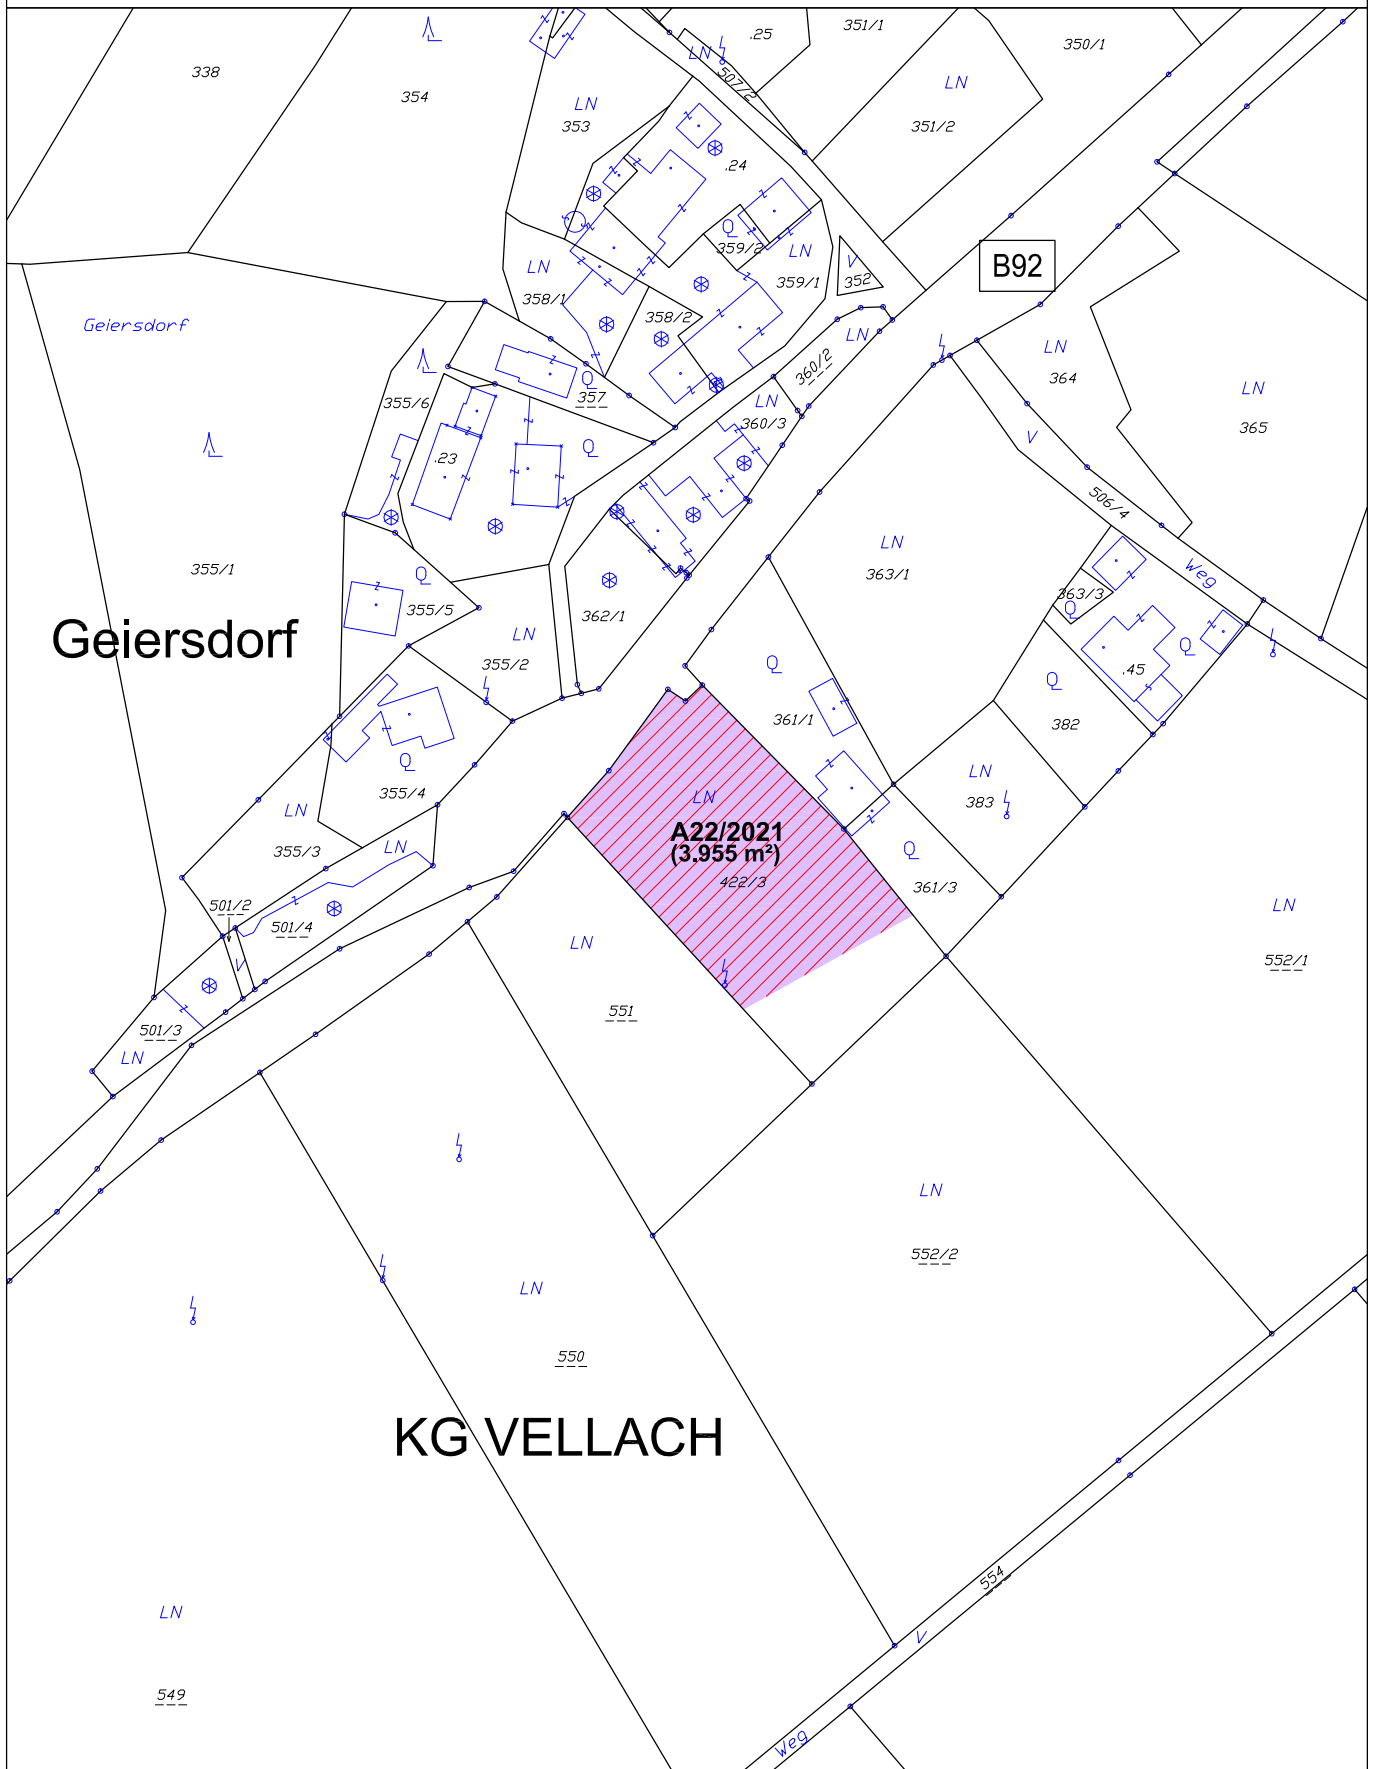 .25
351/1
350/1
LN
507/2
338
354
LN
353
LN
351/2
.24
Q
359/2
LN
359/1
V
352
B92
LN
358/1
358/2
Geiersdorf
LN
360/2
LN
364
LN
365
Q
357
355/6
LN
360/3
V
.23
Q
506/4
355/1
Q
355/5
LN
363/1
Weg
363/3
Q
362/1
Geiersdorf
LN
355/2
Q
.45
Q
361/1
Q
382
Q
355/4
LN
383
LN
A22/2021
(3.955 m²)
422/3
LN
355/3
LN
Q
361/3
501/2
501/4
V
LN
551
LN
552/1
501/3
LN
LN
552/2
LN
550
KG VELLACH
554
LN
V
549
Weg